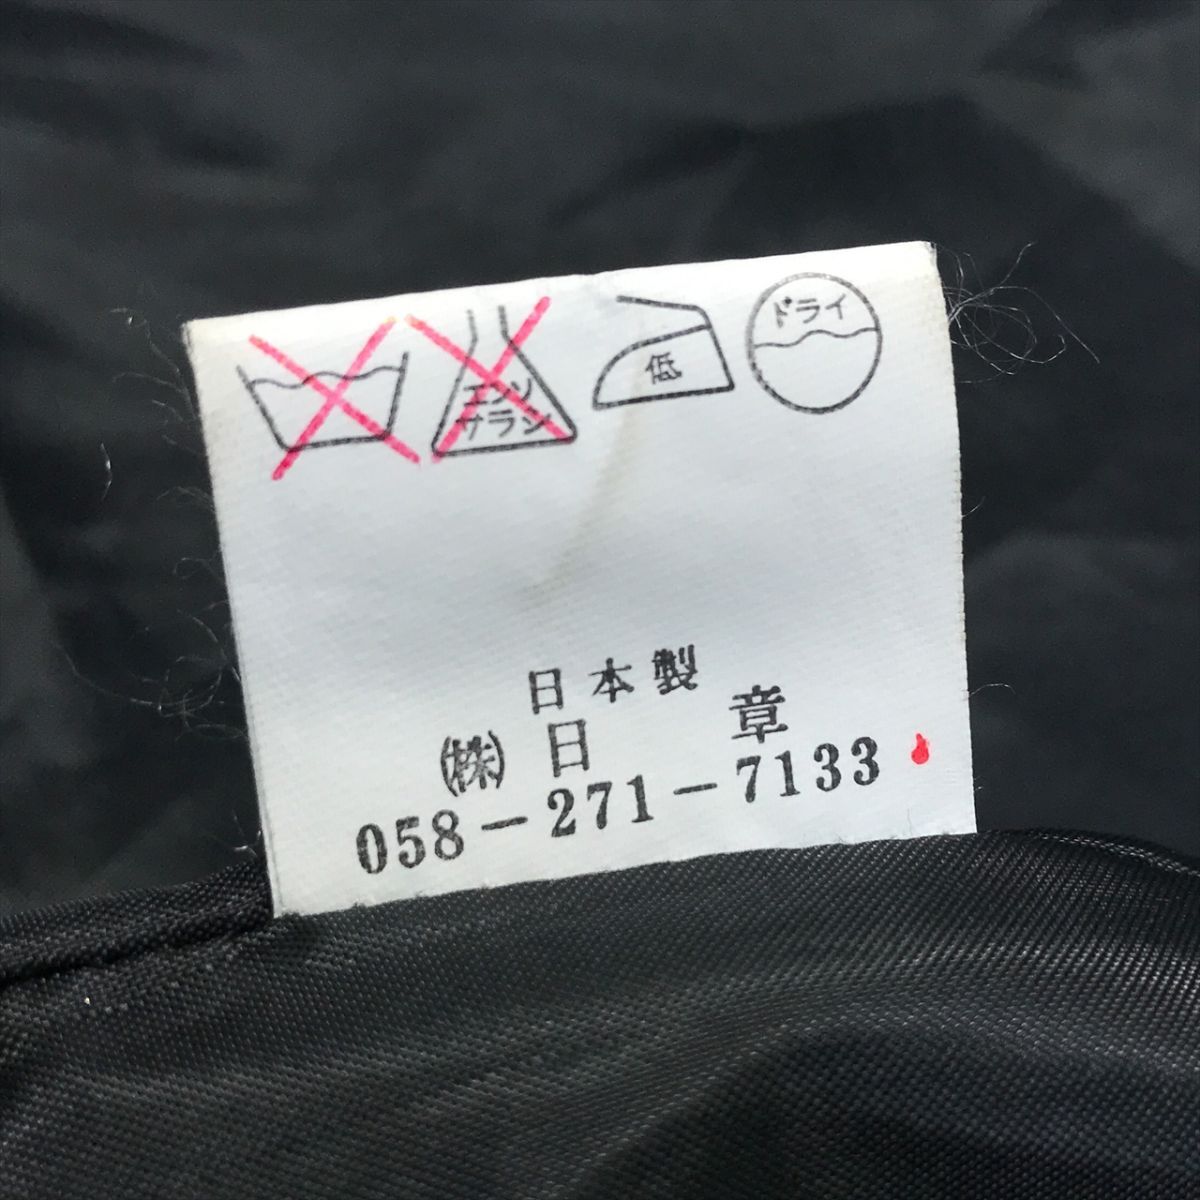 エンソ
サラシ
低
ドライ
日本製
㈱日 章
058-271-7133